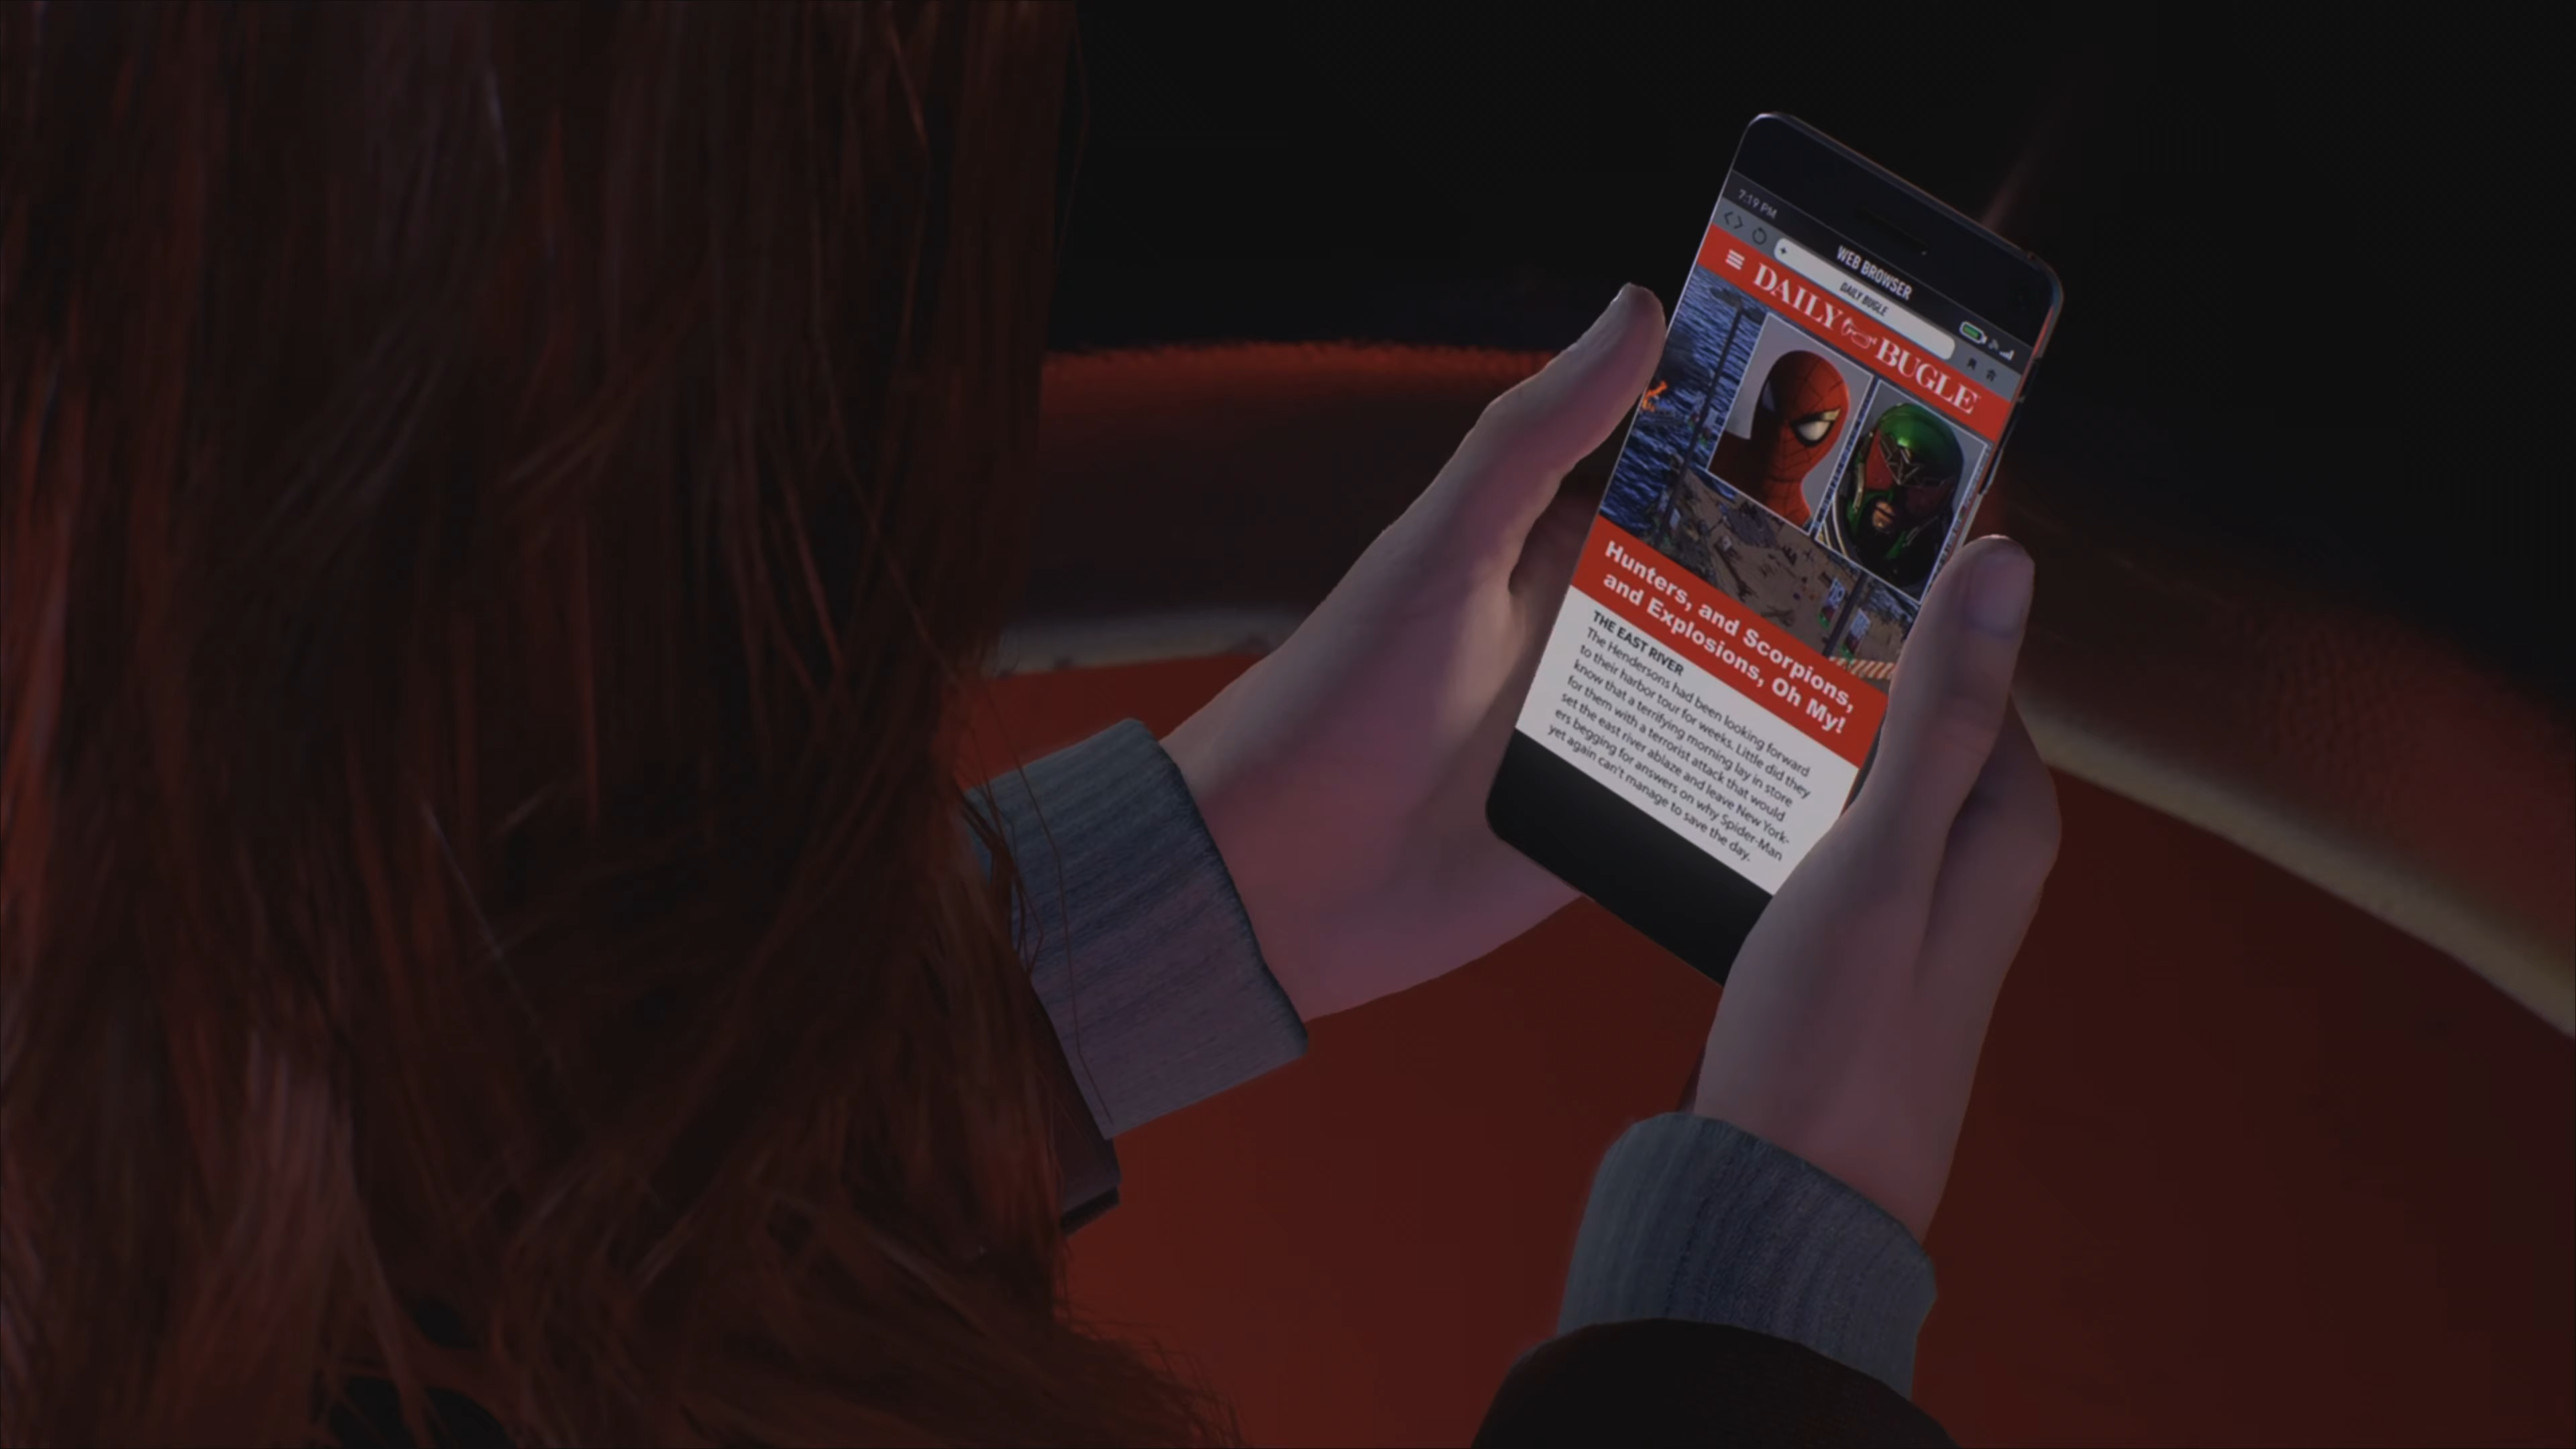 7:19 PM
WEB BROWSER
DAILY BUGLE
DAILY BUGLE
Hunters, and Scorpions,
and Explosions, Oh My!
THE EAST RIVER
The Hendersons had been looking forward
to their harbor tour for weeks. Little did they
know that a terrifying morning lay in store
for them with a terrorist attack that would
set the east river ablaze and leave New York-
ers begging for answers on why Spider-Man
yet again can't manage to save the day.